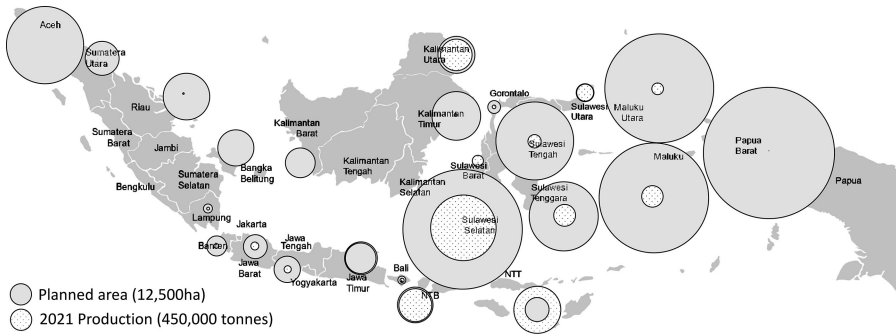 Aceh
Sumatera
Utara
Riau
Sumatera
Barat
Jambi
Bengkulu
Sumatera
Selatan
Bangka
Belitung
Lampung
Banten
Jakarta
Jawa
Barat
Jawa
Tengah
Yogyakarta
Jawa
Timur
Bali
NTB
NTT
Kalimantan
Barat
Kalimantan
Tengah
Kalimantan
Selatan
Kalimantan
Timur
Kalimantan
Utara
Gorontalo
Sulawesi
Utara
Sulawesi
Tengah
Sulawesi
Barat
Sulawesi
Tenggara
Sulawesi
Selatan
Maluku
Utara
Maluku
Papua
Barat
Papua
Planned area (12,500ha)
2021 Production (450,000 tonnes)